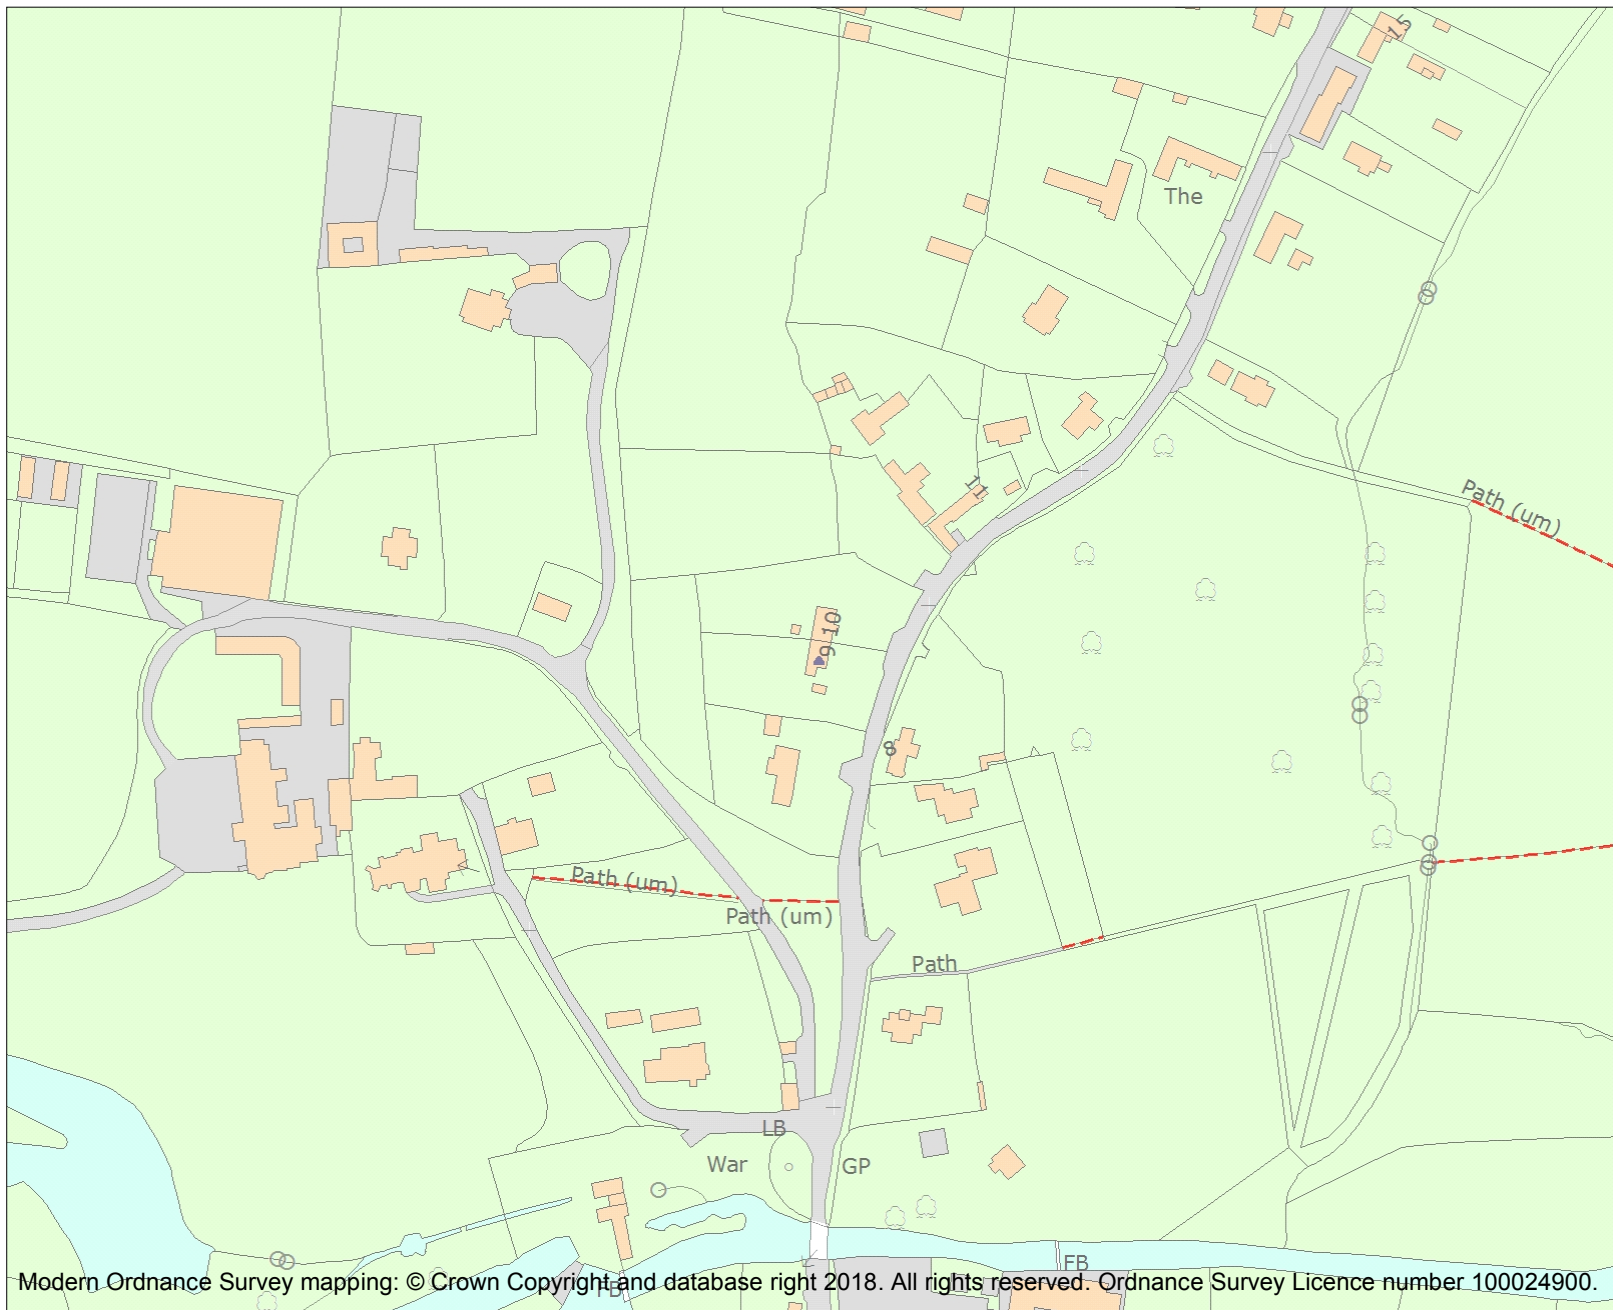 15
The
Path (um)
11
9 10
8
Path (um)
Path (um)
Path
LB
War
GP
FB
FB
Modern Ordnance Survey mapping: © Crown Copyright and database right 2018. All rights reserved. Ordnance Survey Licence number 100024900.